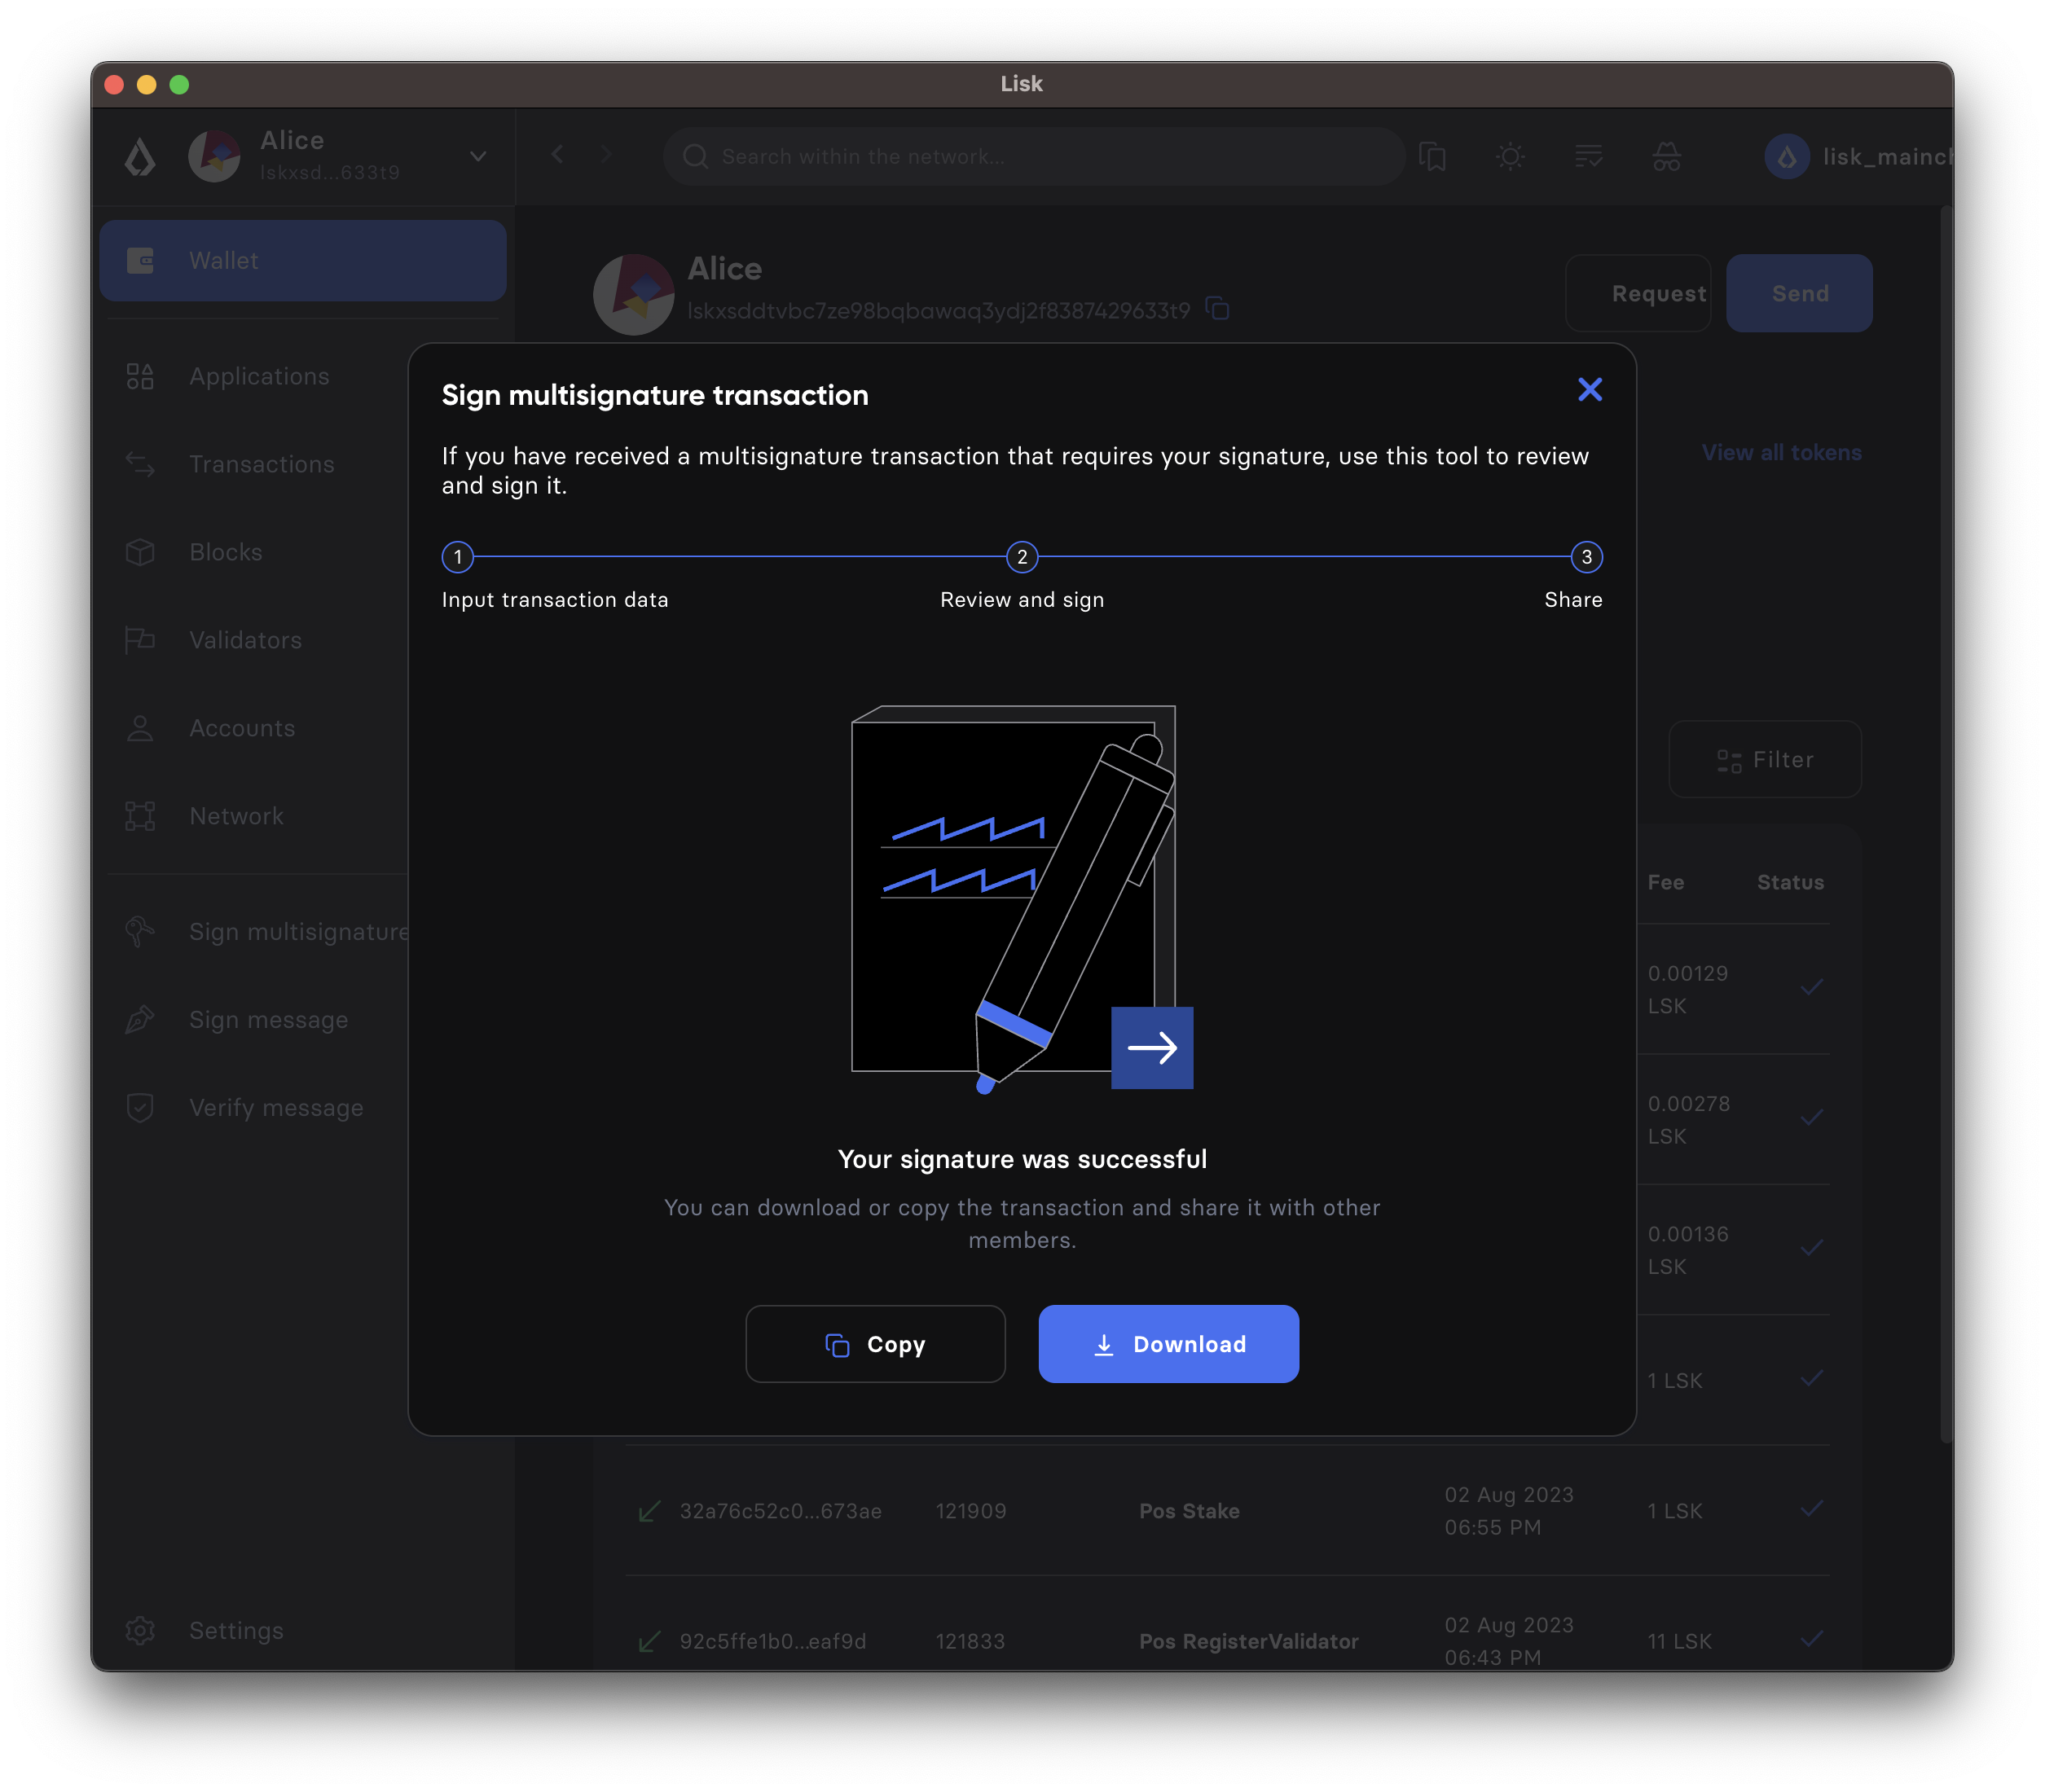 Lisk
Alice
lskxsd...633t9
Search within the network...
lisk_mainch
Wallet
Applications
Transactions
Blocks
Validators
Accounts
Network
Sign multisignature
Sign message
Verify message
Settings
Alice
lskxsddtvbc7ze98bqbawaq3ydj2f8387429633t9
Request
Send
View all tokens
Filter
Sign multisignature transaction
If you have received a multisignature transaction that requires your signature, use this tool to review
and sign it.
1 2 3
Input transaction data Review and sign Share
Your signature was successful
You can download or copy the transaction and share it with other
members.
Copy
Download
Fee Status
0.00129
LSK
0.00278
LSK
0.00136
LSK
1 LSK
32a76c52c0...673ae 121909 Pos Stake 02 Aug 2023
06:55 PM 1 LSK
92c5ffe1b0...eaf9d 121833 Pos RegisterValidator 02 Aug 2023
06:43 PM 11 LSK